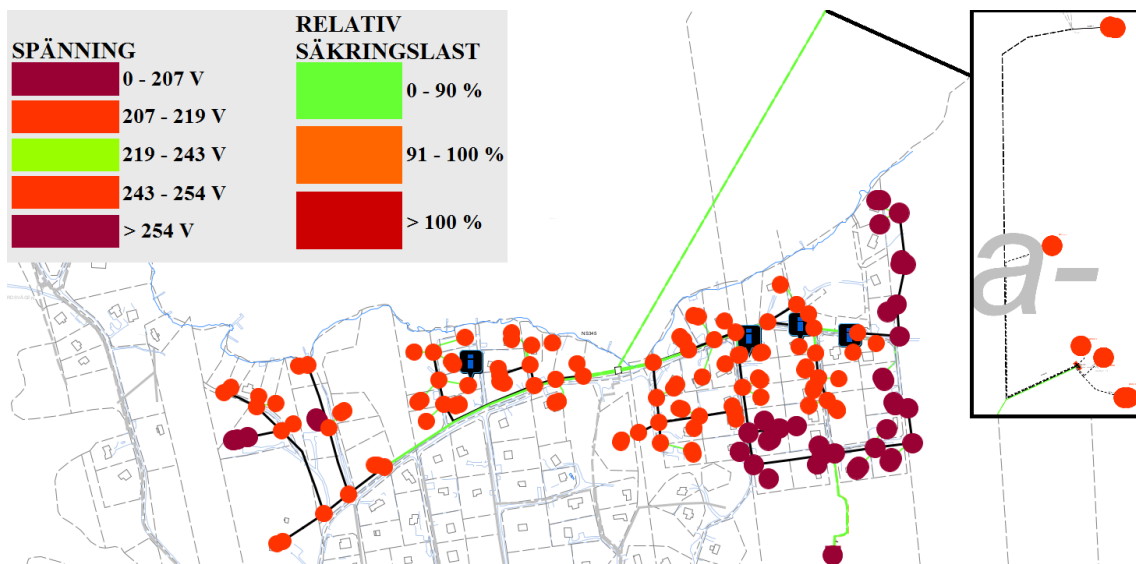 SPÄNNING
0 - 207 V
207 - 219 V
219 - 243 V
243 - 254 V
> 254 V
RELATIV
SÄKRINGSLAST
0 - 90 %
91 - 100 %
> 100 %
a-